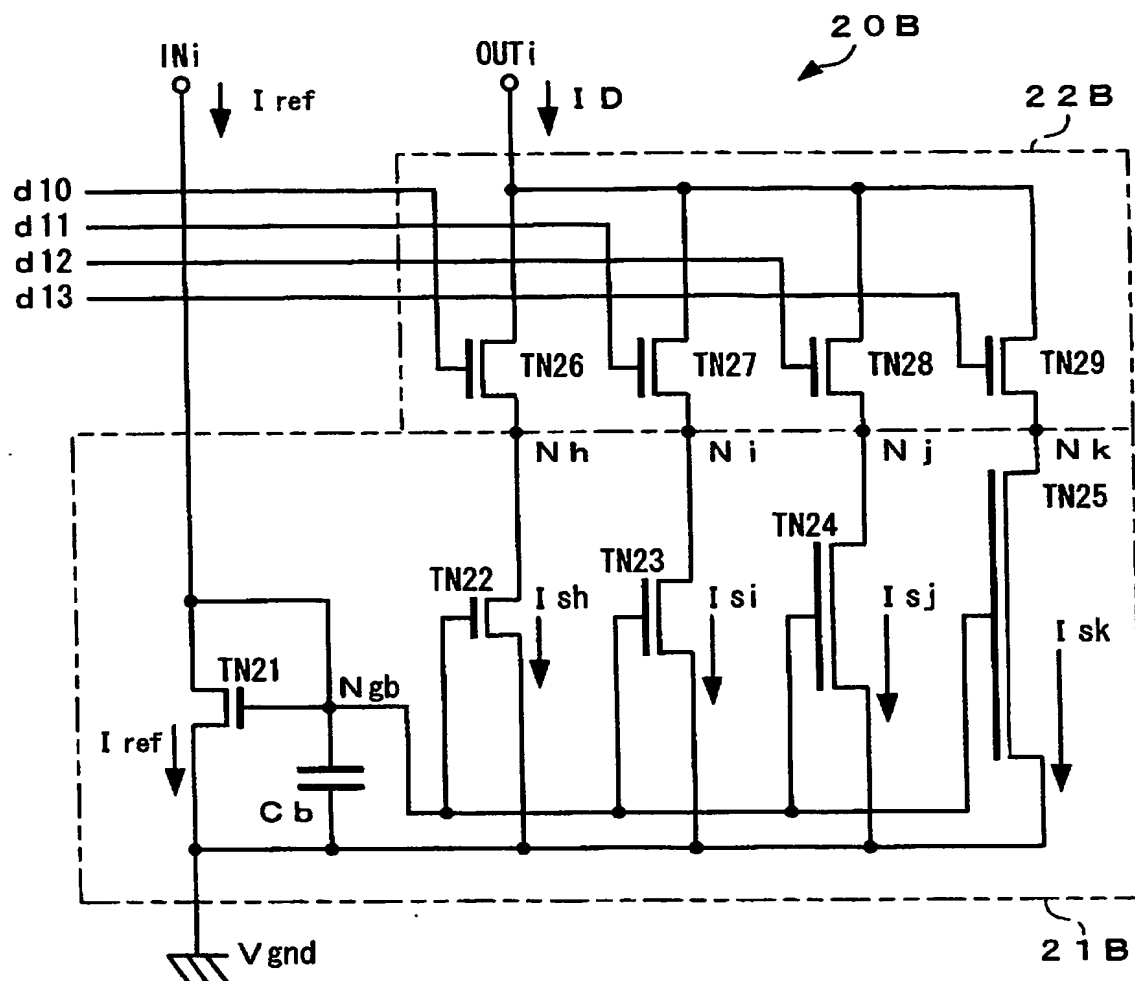 20B
INi
OUTi
Iref
ID
22B
d10
d11
d12
d13
TN26
TN27
TN28
TN29
Nh
Ni
Nj
Nk
TN25
TN24
TN23
TN22
Ish
Isi
Isj
Isk
TN21
Ngb
Iref
Cb
Vgnd
21B